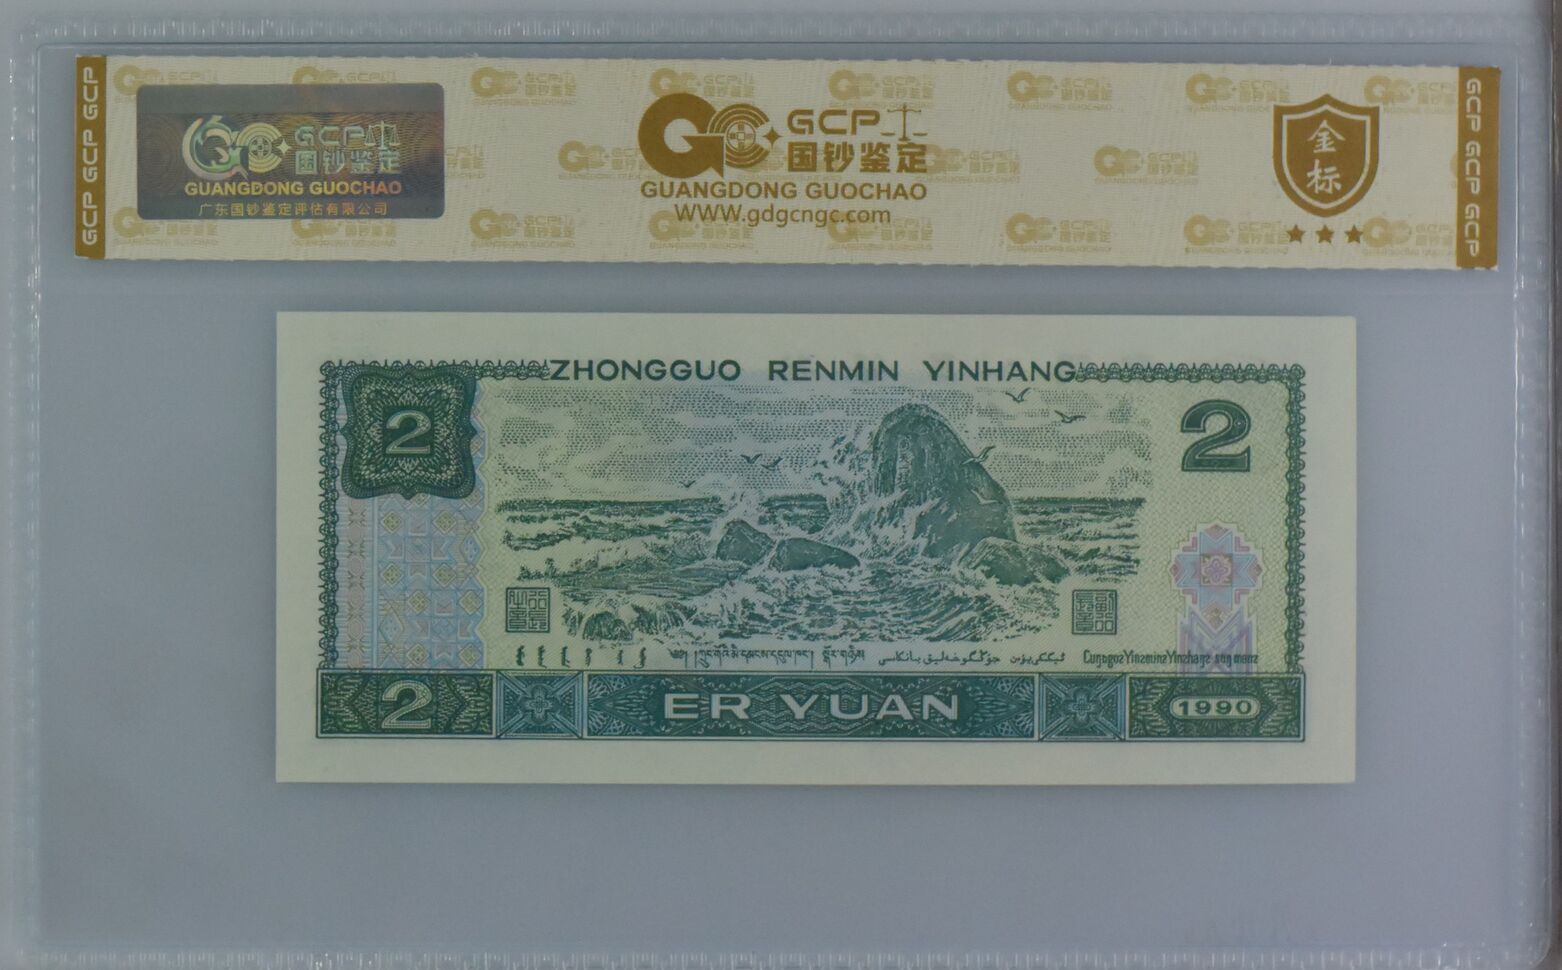 GCP GCP GCP
GCP 国钞鉴定
GUANGDONG GUOCHAO
广东国钞鉴定评估有限公司
GCP
国钞鉴定
GUANGDONG GUOCHAO
WWW.gdgcngc.com
金标
GCP GCP GCP
ZHONGGUO RENMIN YINHANG
2
2
2
ER YUAN
1990